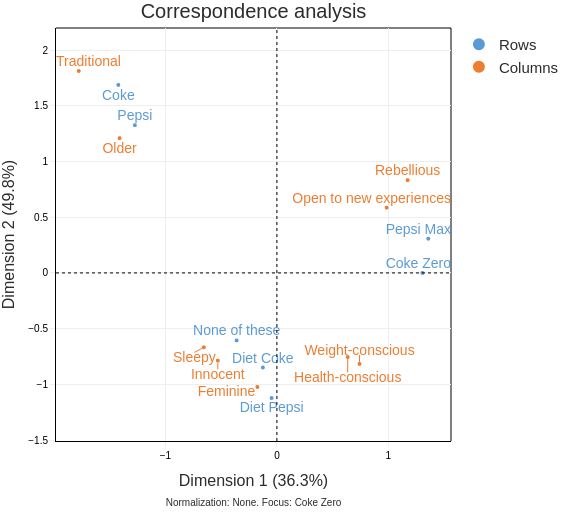 Correspondence analysis
Rows
Columns
Dimension 2 (49.8%)
2
1.5
1
0.5
0
−0.5
−1
−1.5
Traditional
Coke
Pepsi
Older
Rebellious
Open to new experiences
Pepsi Max
Coke Zero
None of these
Sleepy
Diet Coke
Weight-conscious
Innocent
Health-conscious
Feminine
Diet Pepsi
−1
0
1
Dimension 1 (36.3%)
Normalization: None. Focus: Coke Zero